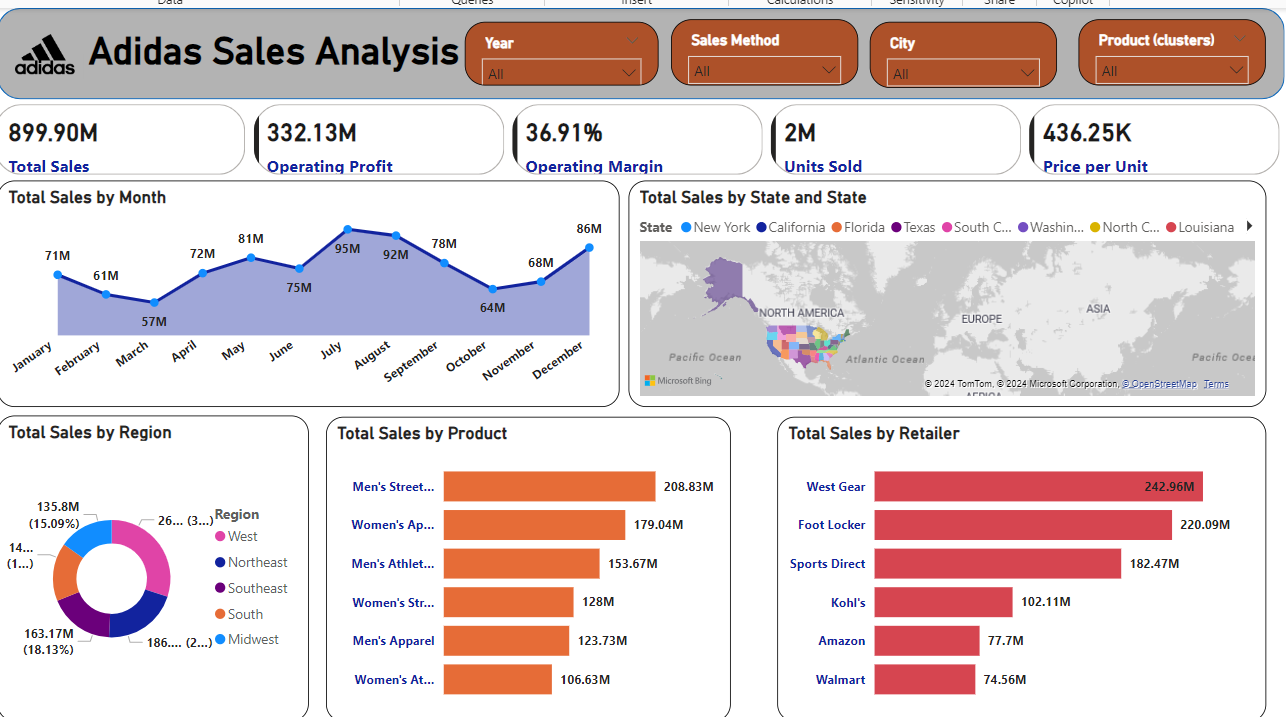 Data Queries Insert Calculations Sensitivity Share Copilot
adidas
Adidas Sales Analysis
Year
All
Sales Method
All
City
All
Product (clusters)
All
899.90M
Total Sales
332.13M
Operating Profit
36.91%
Operating Margin
2M
Units Sold
436.25K
Price per Unit
Total Sales by Month
71M
61M
57M
72M
81M
75M
95M
92M
78M
64M
68M
86M
January
February
March
April
May
June
July
August
September
October
November
December
Total Sales by State and State
State New York California Florida Texas South C... Washin... North C... Louisiana
NORTH AMERICA
EUROPE
ASIA
AFRICA
Pacific Ocean
Atlantic Ocean
Pacific Ocea
Microsoft Bing
© 2024 TomTom, © 2024 Microsoft Corporation, © OpenStreetMap Terms
Total Sales by Region
135.8M
(15.09%)
26... (3...)
14...
(1...)
163.17M
(18.13%)
186.... (2...)
Region
West
Northeast
Southeast
South
Midwest
Total Sales by Product
Men's Street... 208.83M
Women's Ap... 179.04M
Men's Athlet... 153.67M
Women's Str... 128M
Men's Apparel 123.73M
Women's At... 106.63M
Total Sales by Retailer
West Gear 242.96M
Foot Locker 220.09M
Sports Direct 182.47M
Kohl's 102.11M
Amazon 77.7M
Walmart 74.56M